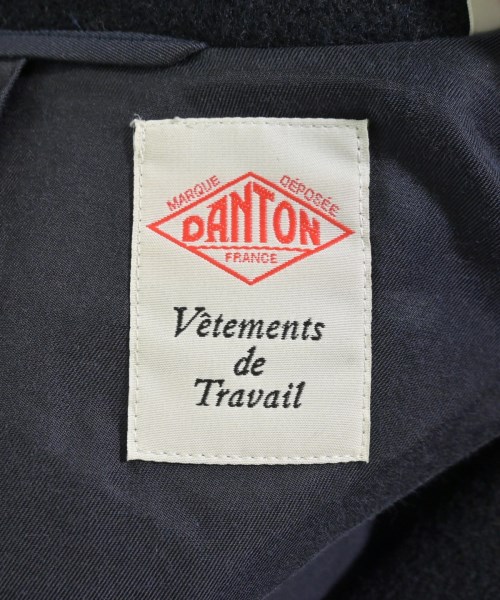 MARQUE DÉPOSÉE
DANTON
FRANCE
Vêtements
de
Travail